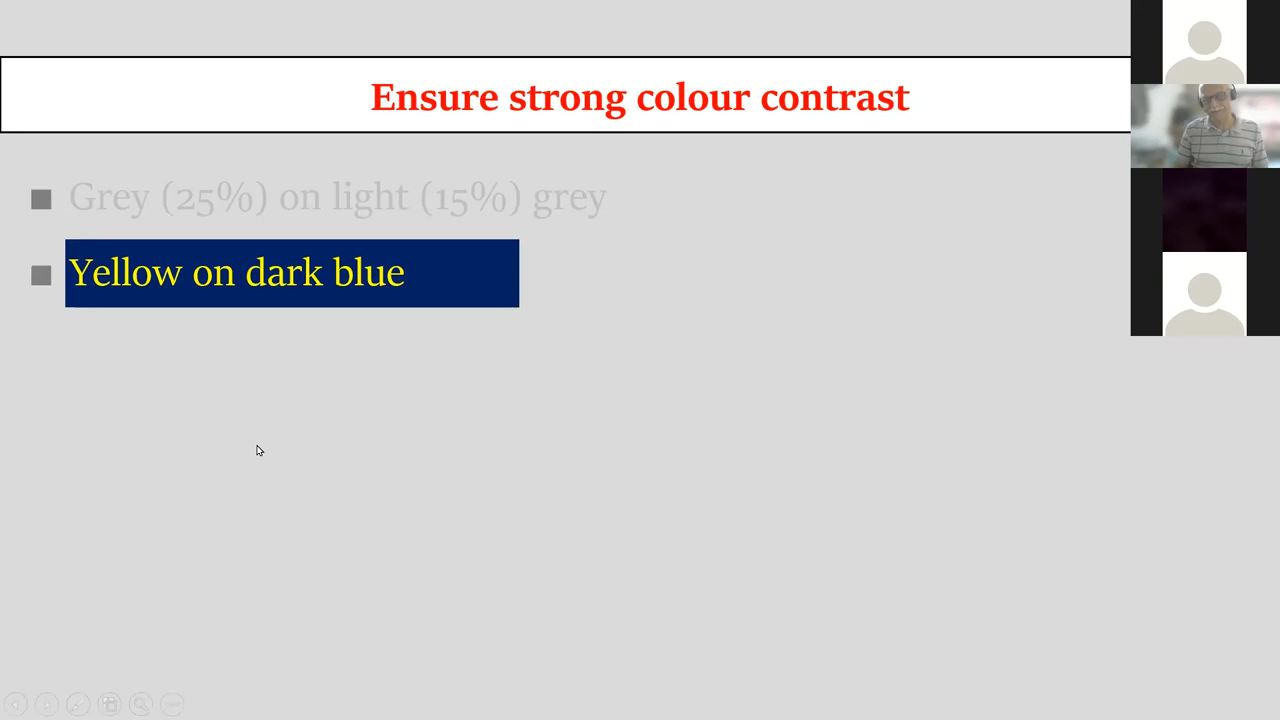 Ensure strong colour contrast
Grey (25%) on light (15%) grey
Yellow on dark blue